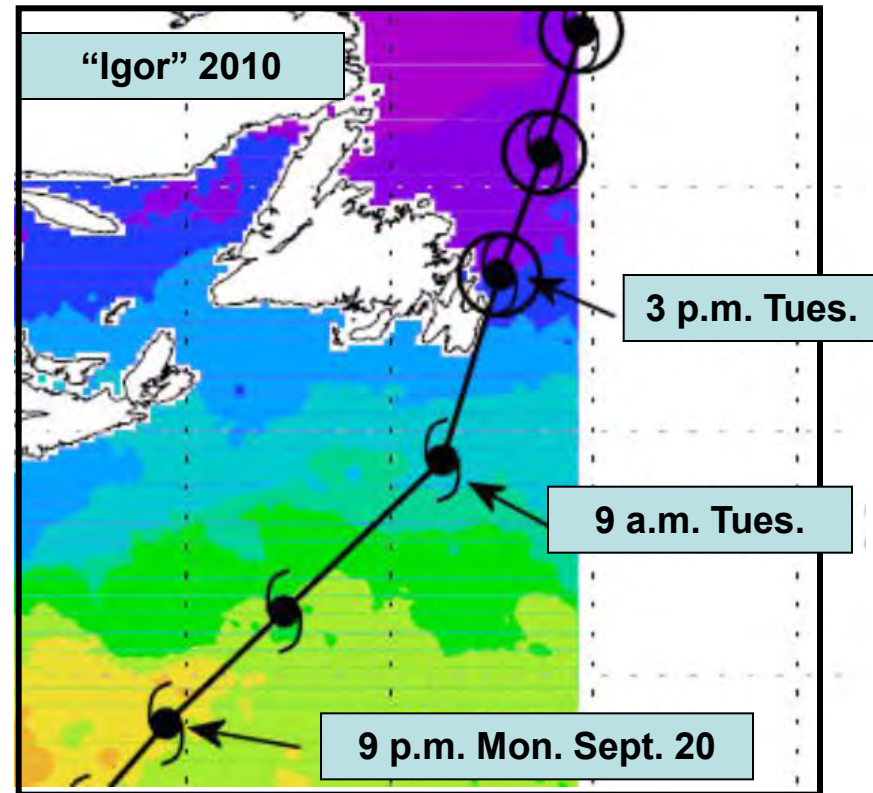 “Igor” 2010
3 p.m. Tues.
9 a.m. Tues.
9 p.m. Mon. Sept. 20